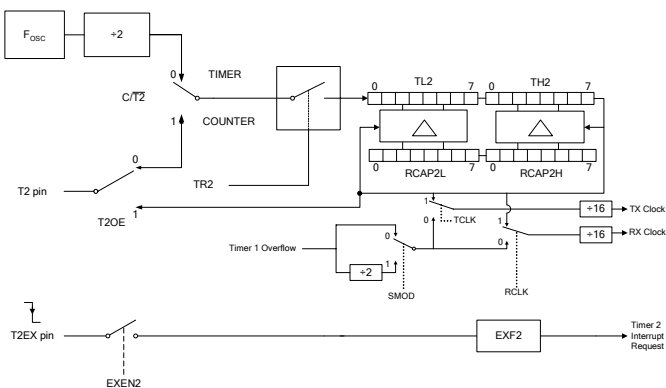 FOSC
÷2
0
TIMER
C/T2
1
COUNTER
T2 pin
0
1
T2OE
TR2
0
TL2
7
0
TH2
7
0
RCAP2L
7
0
RCAP2H
7
1
0
TCLK
÷16
TX Clock
1
0
RCLK
÷16
RX Clock
Timer 1 Overflow
0
1
÷2
SMOD
T2EX pin
EXEN2
EXF2
Timer 2
Interrupt
Request